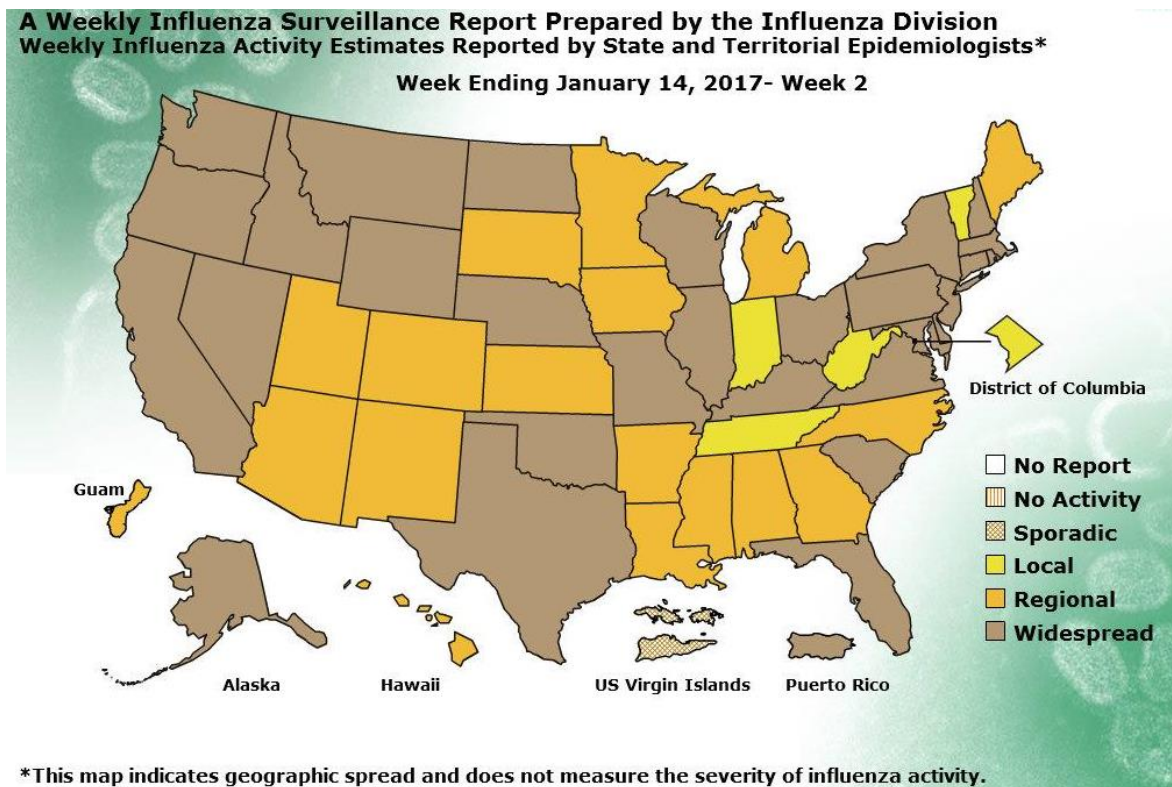 A Weekly Influenza Surveillance Report Prepared by the Influenza Division
Weekly Influenza Activity Estimates Reported by State and Territorial Epidemiologists*
Week Ending January 14, 2017- Week 2
District of Columbia
No Report
No Activity
Sporadic
Local
Regional
Widespread
Guam
Alaska
Hawaii
US Virgin Islands
Puerto Rico
*This map indicates geographic spread and does not measure the severity of influenza activity.